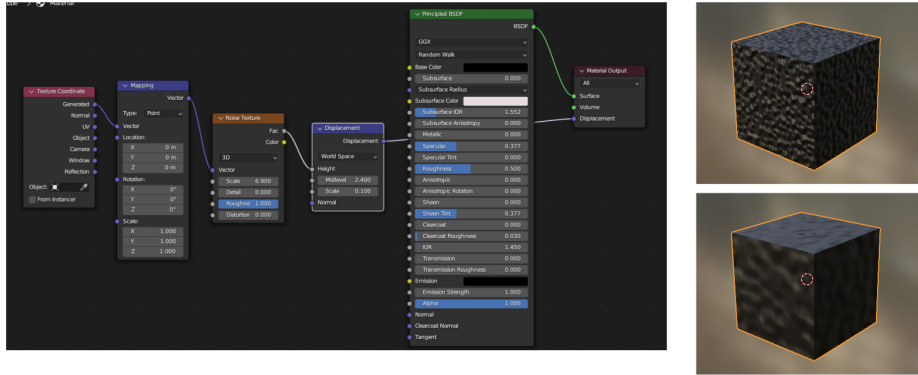 Material
Texture Coordinate
Generated
Normal
UV
Object
Camera
Window
Reflection
Object:
From Instancer
Mapping
Vector
Type: Point
Vector
Location:
X 0 m
Y 0 m
Z 0 m
Rotation:
X 0°
Y 0°
Z 0°
Scale:
X 1.000
Y 1.000
Z 1.000
Noise Texture
Fac
Color
3D
Vector
Scale 6.900
Detail 0.000
Roughne 1.000
Distortion 0.000
Displacement
Displacement
World Space
Height
Midlevel 2.400
Scale 0.100
Normal
Principled BSDF
BSDF
GGX
Random Walk
Base Color
Subsurface 0.000
Subsurface Radius
Subsurface Color
Subsurface IOR 1.552
Subsurface Anisotropy 0.000
Metallic 0.000
Specular 0.377
Specular Tint 0.000
Roughness 0.500
Anisotropic 0.000
Anisotropic Rotation 0.000
Sheen 0.000
Sheen Tint 0.377
Clearcoat 0.000
Clearcoat Roughness 0.030
IOR 1.450
Transmission 0.000
Transmission Roughness 0.000
Emission
Emission Strength 1.000
Alpha 1.000
Normal
Clearcoat Normal
Tangent
Material Output
All
Surface
Volume
Displacement